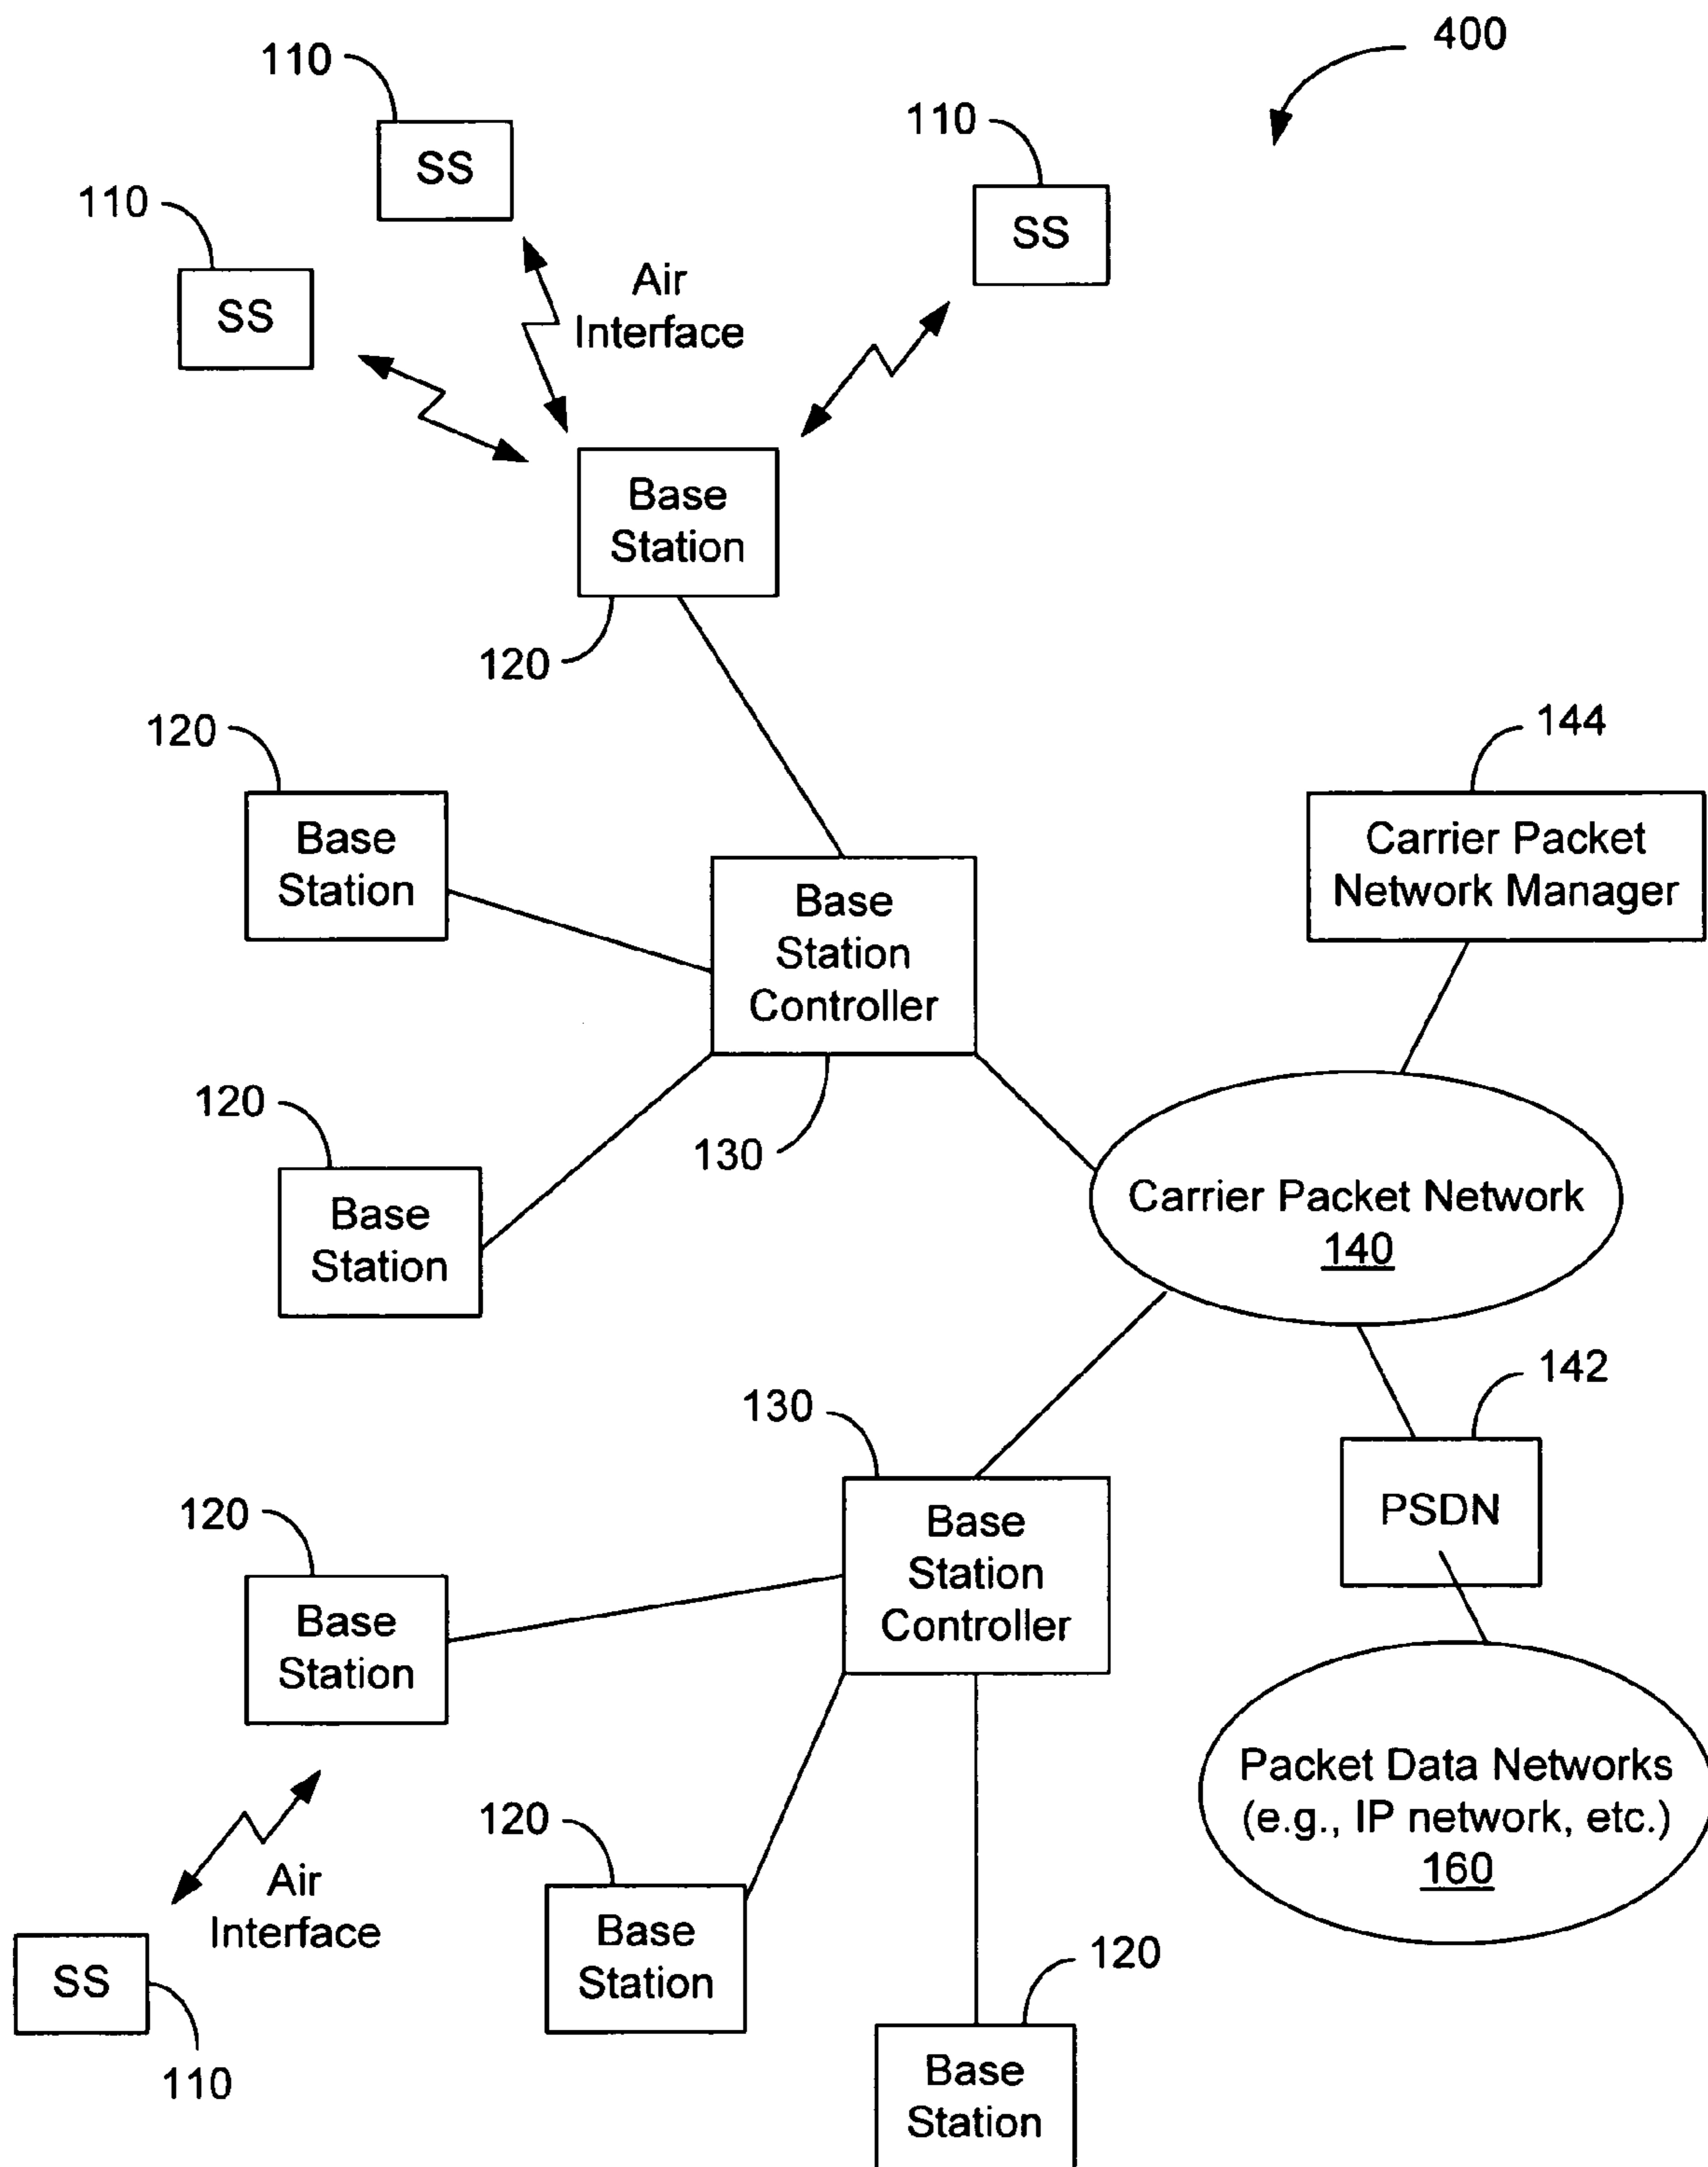 400
110
110
SS
110
SS
110
SS
Air
Interface
Base
Station
120
120
Base
Station
144
Carrier Packet
Network Manager
Base
Station
Controller
130
120
Base
Station
Carrier Packet Network
140
142
130
PSDN
Base
Station
Controller
120
Base
Station
Packet Data Networks
(e.g., IP network, etc.)
160
120
Air
Interface
Base
Station
SS
110
120
Base
Station